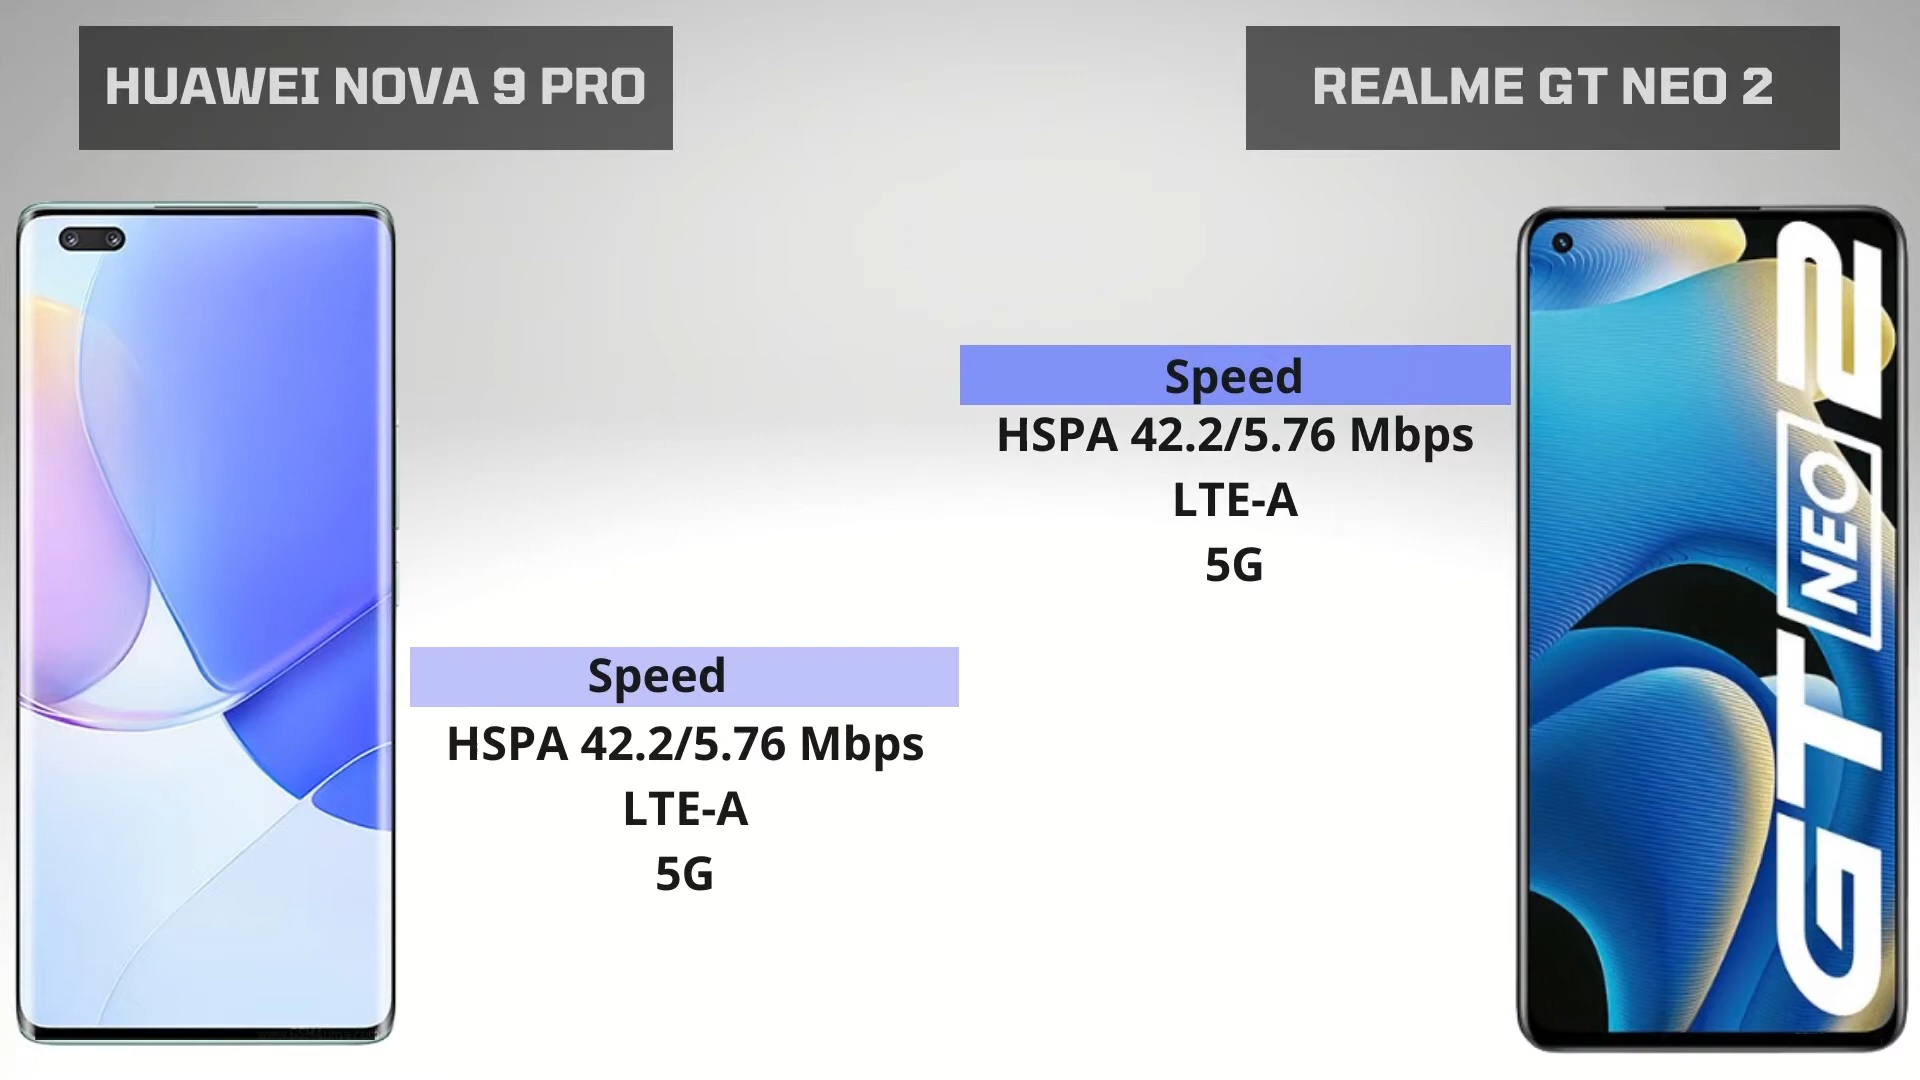 HUAWEI NOVA 9 PRO
REALME GT NEO 2
Speed
HSPA 42.2/5.76 Mbps
LTE-A
5G
Speed
HSPA 42.2/5.76 Mbps
LTE-A
5G
GT NEO 2